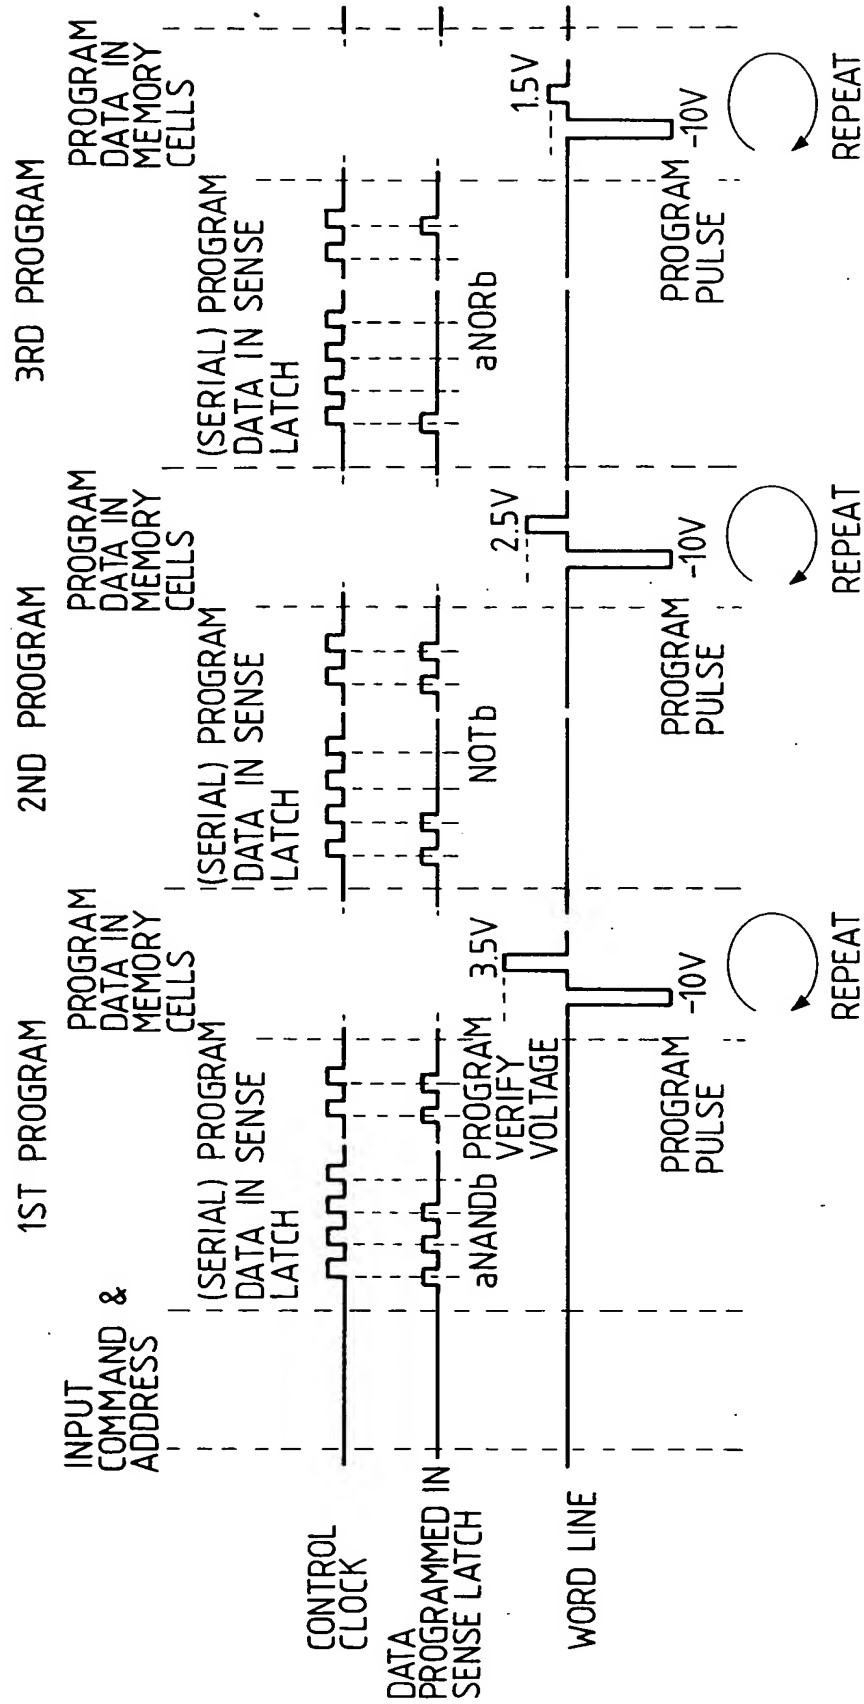 1ST PROGRAM
2ND PROGRAM
3RD PROGRAM
INPUT
COMMAND &
ADDRESS
PROGRAM
DATA IN
MEMORY
CELLS
PROGRAM
DATA IN
MEMORY
CELLS
PROGRAM
DATA IN
MEMORY
CELLS
(SERIAL) PROGRAM
DATA IN SENSE
LATCH
(SERIAL) PROGRAM
DATA IN SENSE
LATCH
(SERIAL) PROGRAM
DATA IN SENSE
LATCH
CONTROL
CLOCK
DATA
PROGRAMMED IN
SENSE LATCH
aNANDb
NOTb
aNORb
PROGRAM
VERIFY
VOLTAGE
3.5V
2.5V
1.5V
WORD LINE
PROGRAM
PULSE
-10V
PROGRAM
PULSE
-10V
PROGRAM
PULSE
-10V
REPEAT
REPEAT
REPEAT